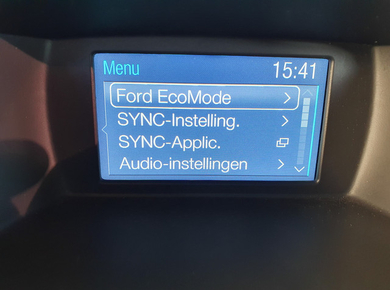 Menu 15:41
Ford EcoMode
SYNC-Instelling.
SYNC-Applic.
Audio-instellingen